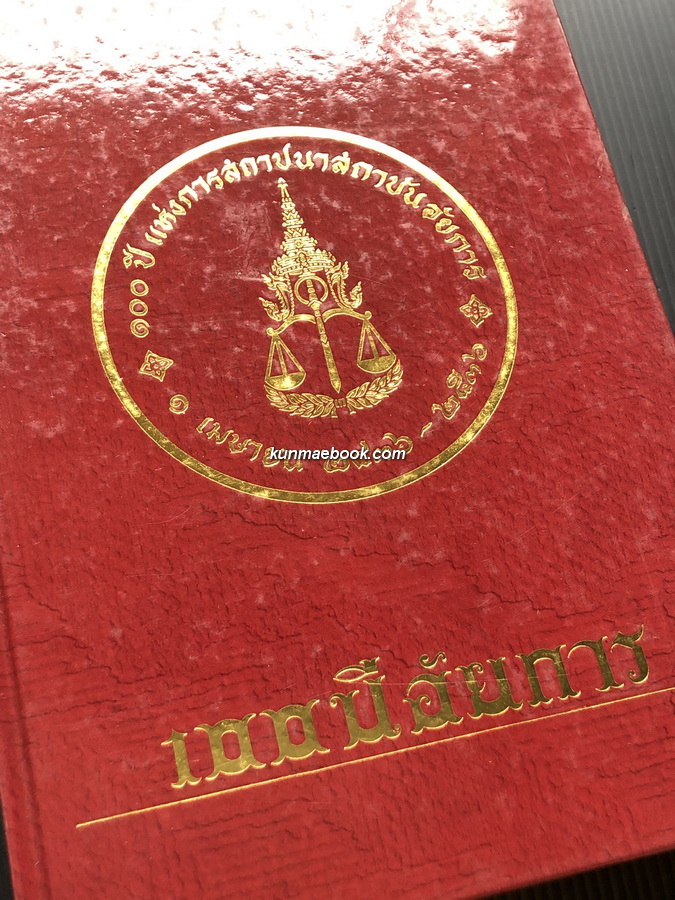 ๑๐๐ ปี แห่งการสถาปนาสถาบันอัยการ
๑ เมษายน ๒๔๓๖ - ๒๕๓๖
kunmaebook.com
๑๐๐ ปีอัยการ